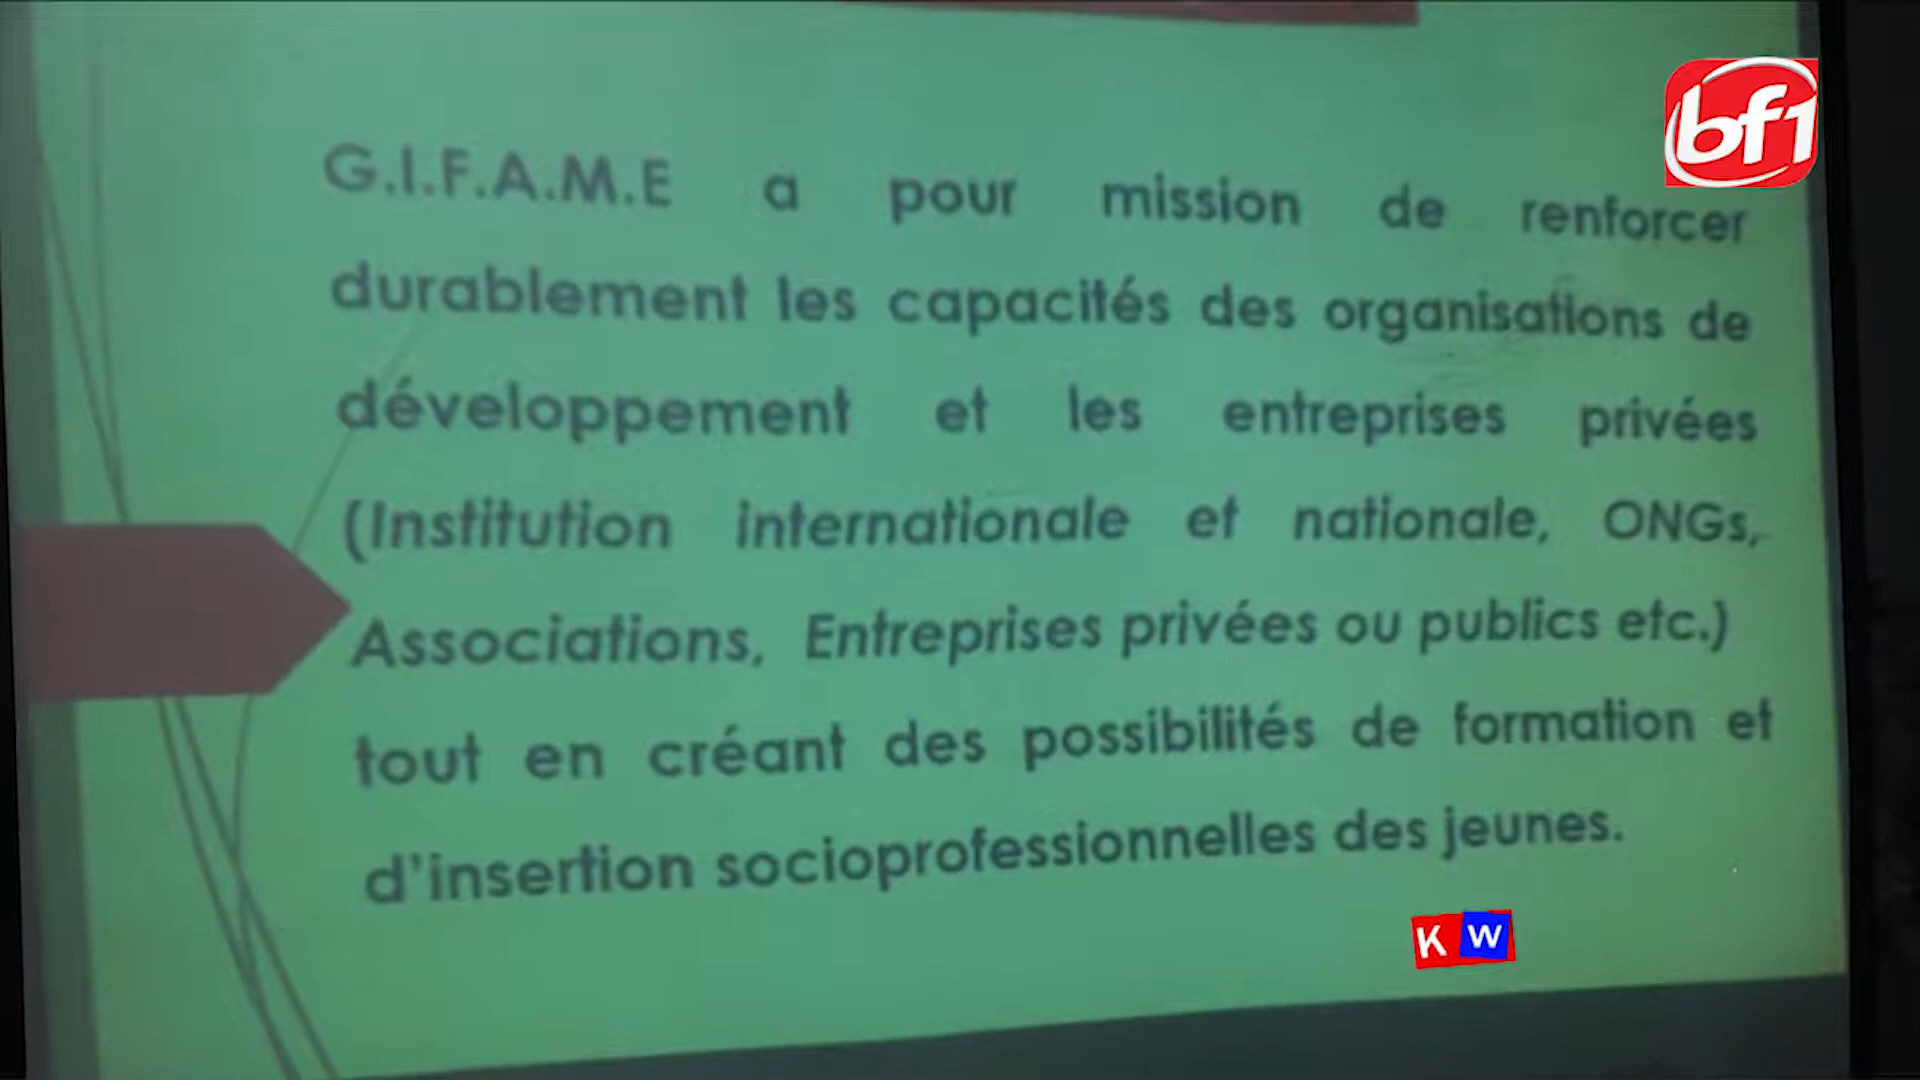 bf1
G.I.F.A.M.E a pour mission de renforcer
durablement les capacités des organisations de
développement et les entreprises privées
(Institution internationale et nationale, ONGs,
Associations, Entreprises privées ou publics etc.)
tout en créant des possibilités de formation et
d'insertion socioprofessionnelles des jeunes.
K W